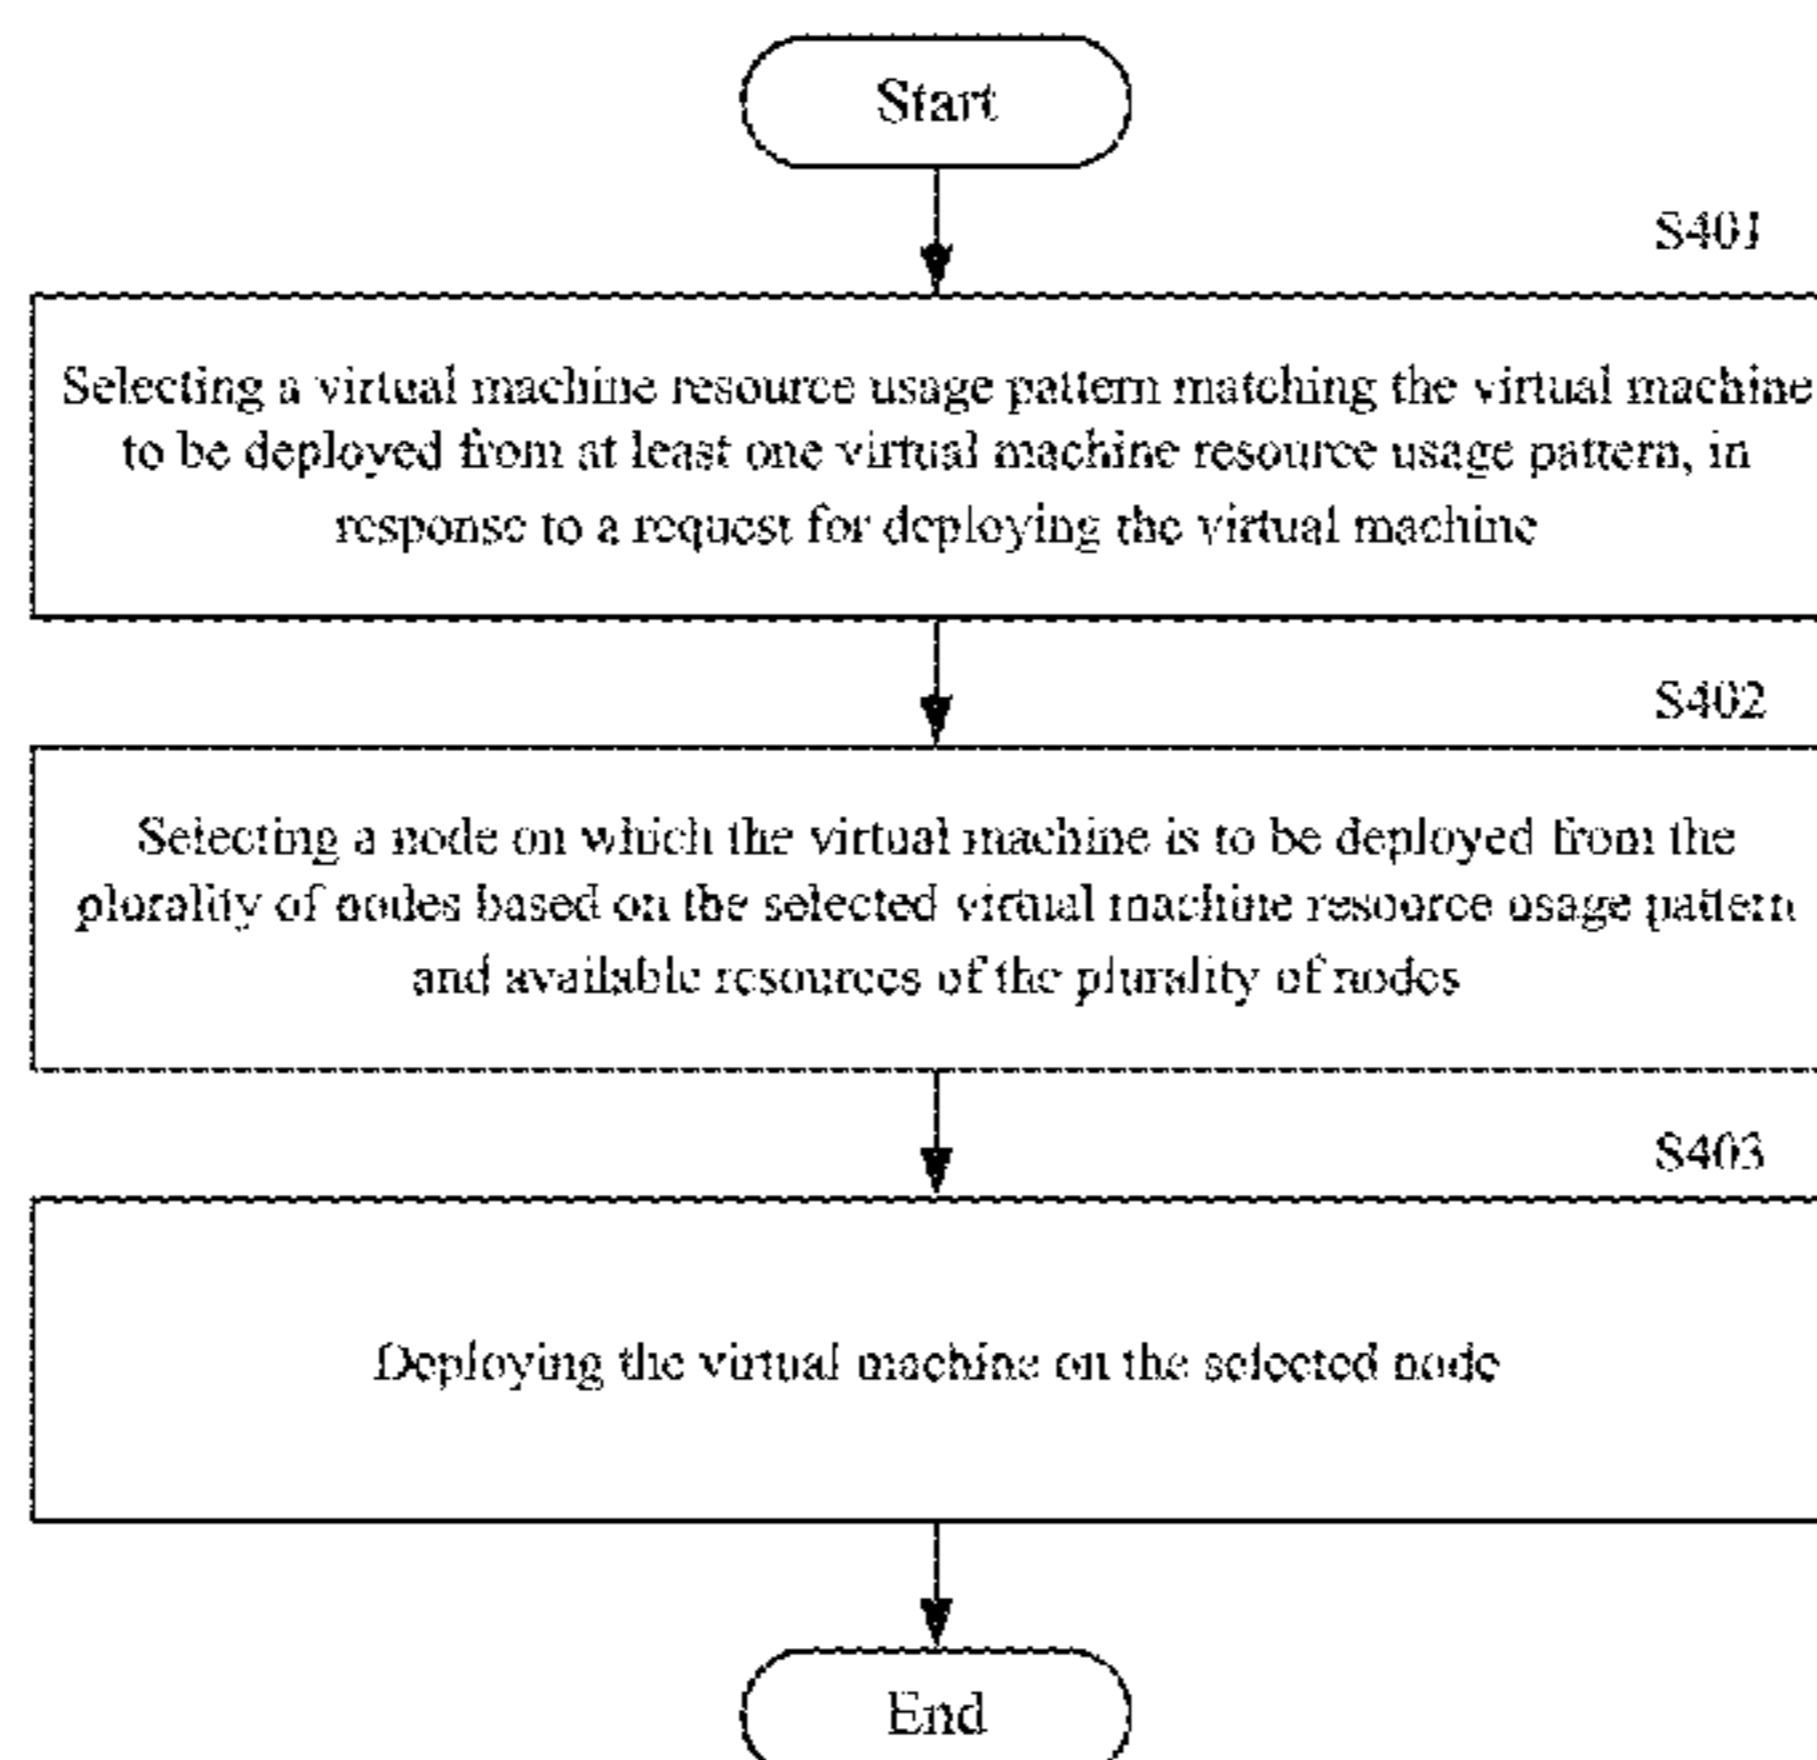 Start
S401
Selecting a virtual machine resource usage pattern matching the virtual machine
to be deployed from at least one virtual machine resource usage pattern, in
response to a request for deploying the virtual machine
S402
Selecting a node on which the virtual machine is to be deployed from the
plurality of nodes based on the selected virtual machine resource usage pattern
and available resources of the plurality of nodes
S403
Deploying the virtual machine on the selected node
End